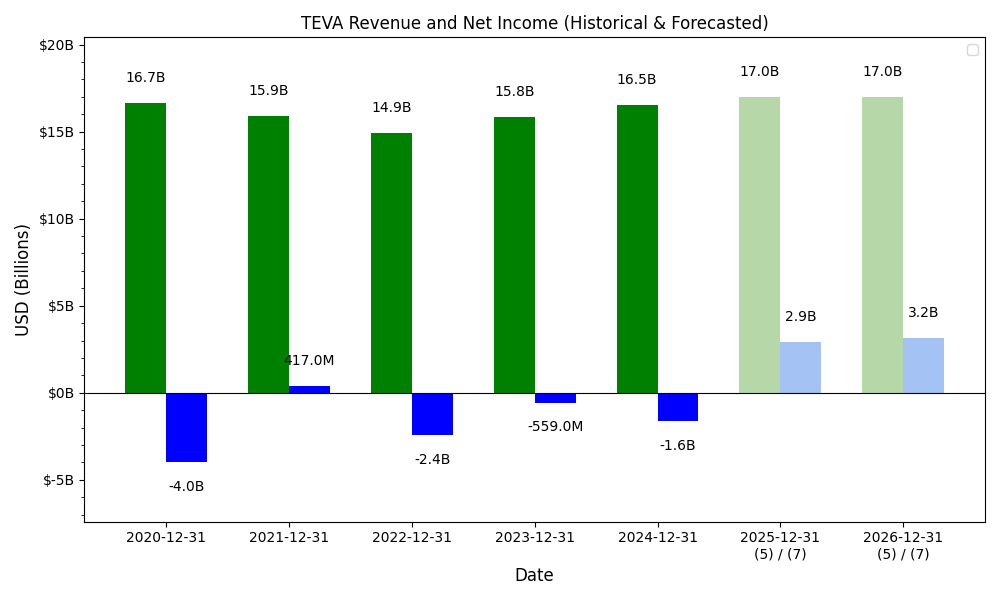 TEVA Revenue and Net Income (Historical & Forecasted)
USD (Billions)
$20B
$15B
$10B
$5B
$0B
$-5B
16.7B
-4.0B
15.9B
417.0M
14.9B
-2.4B
15.8B
-559.0M
16.5B
-1.6B
17.0B
2.9B
17.0B
3.2B
2020-12-31
2021-12-31
2022-12-31
2023-12-31
2024-12-31
2025-12-31
(5) / (7)
2026-12-31
(5) / (7)
Date